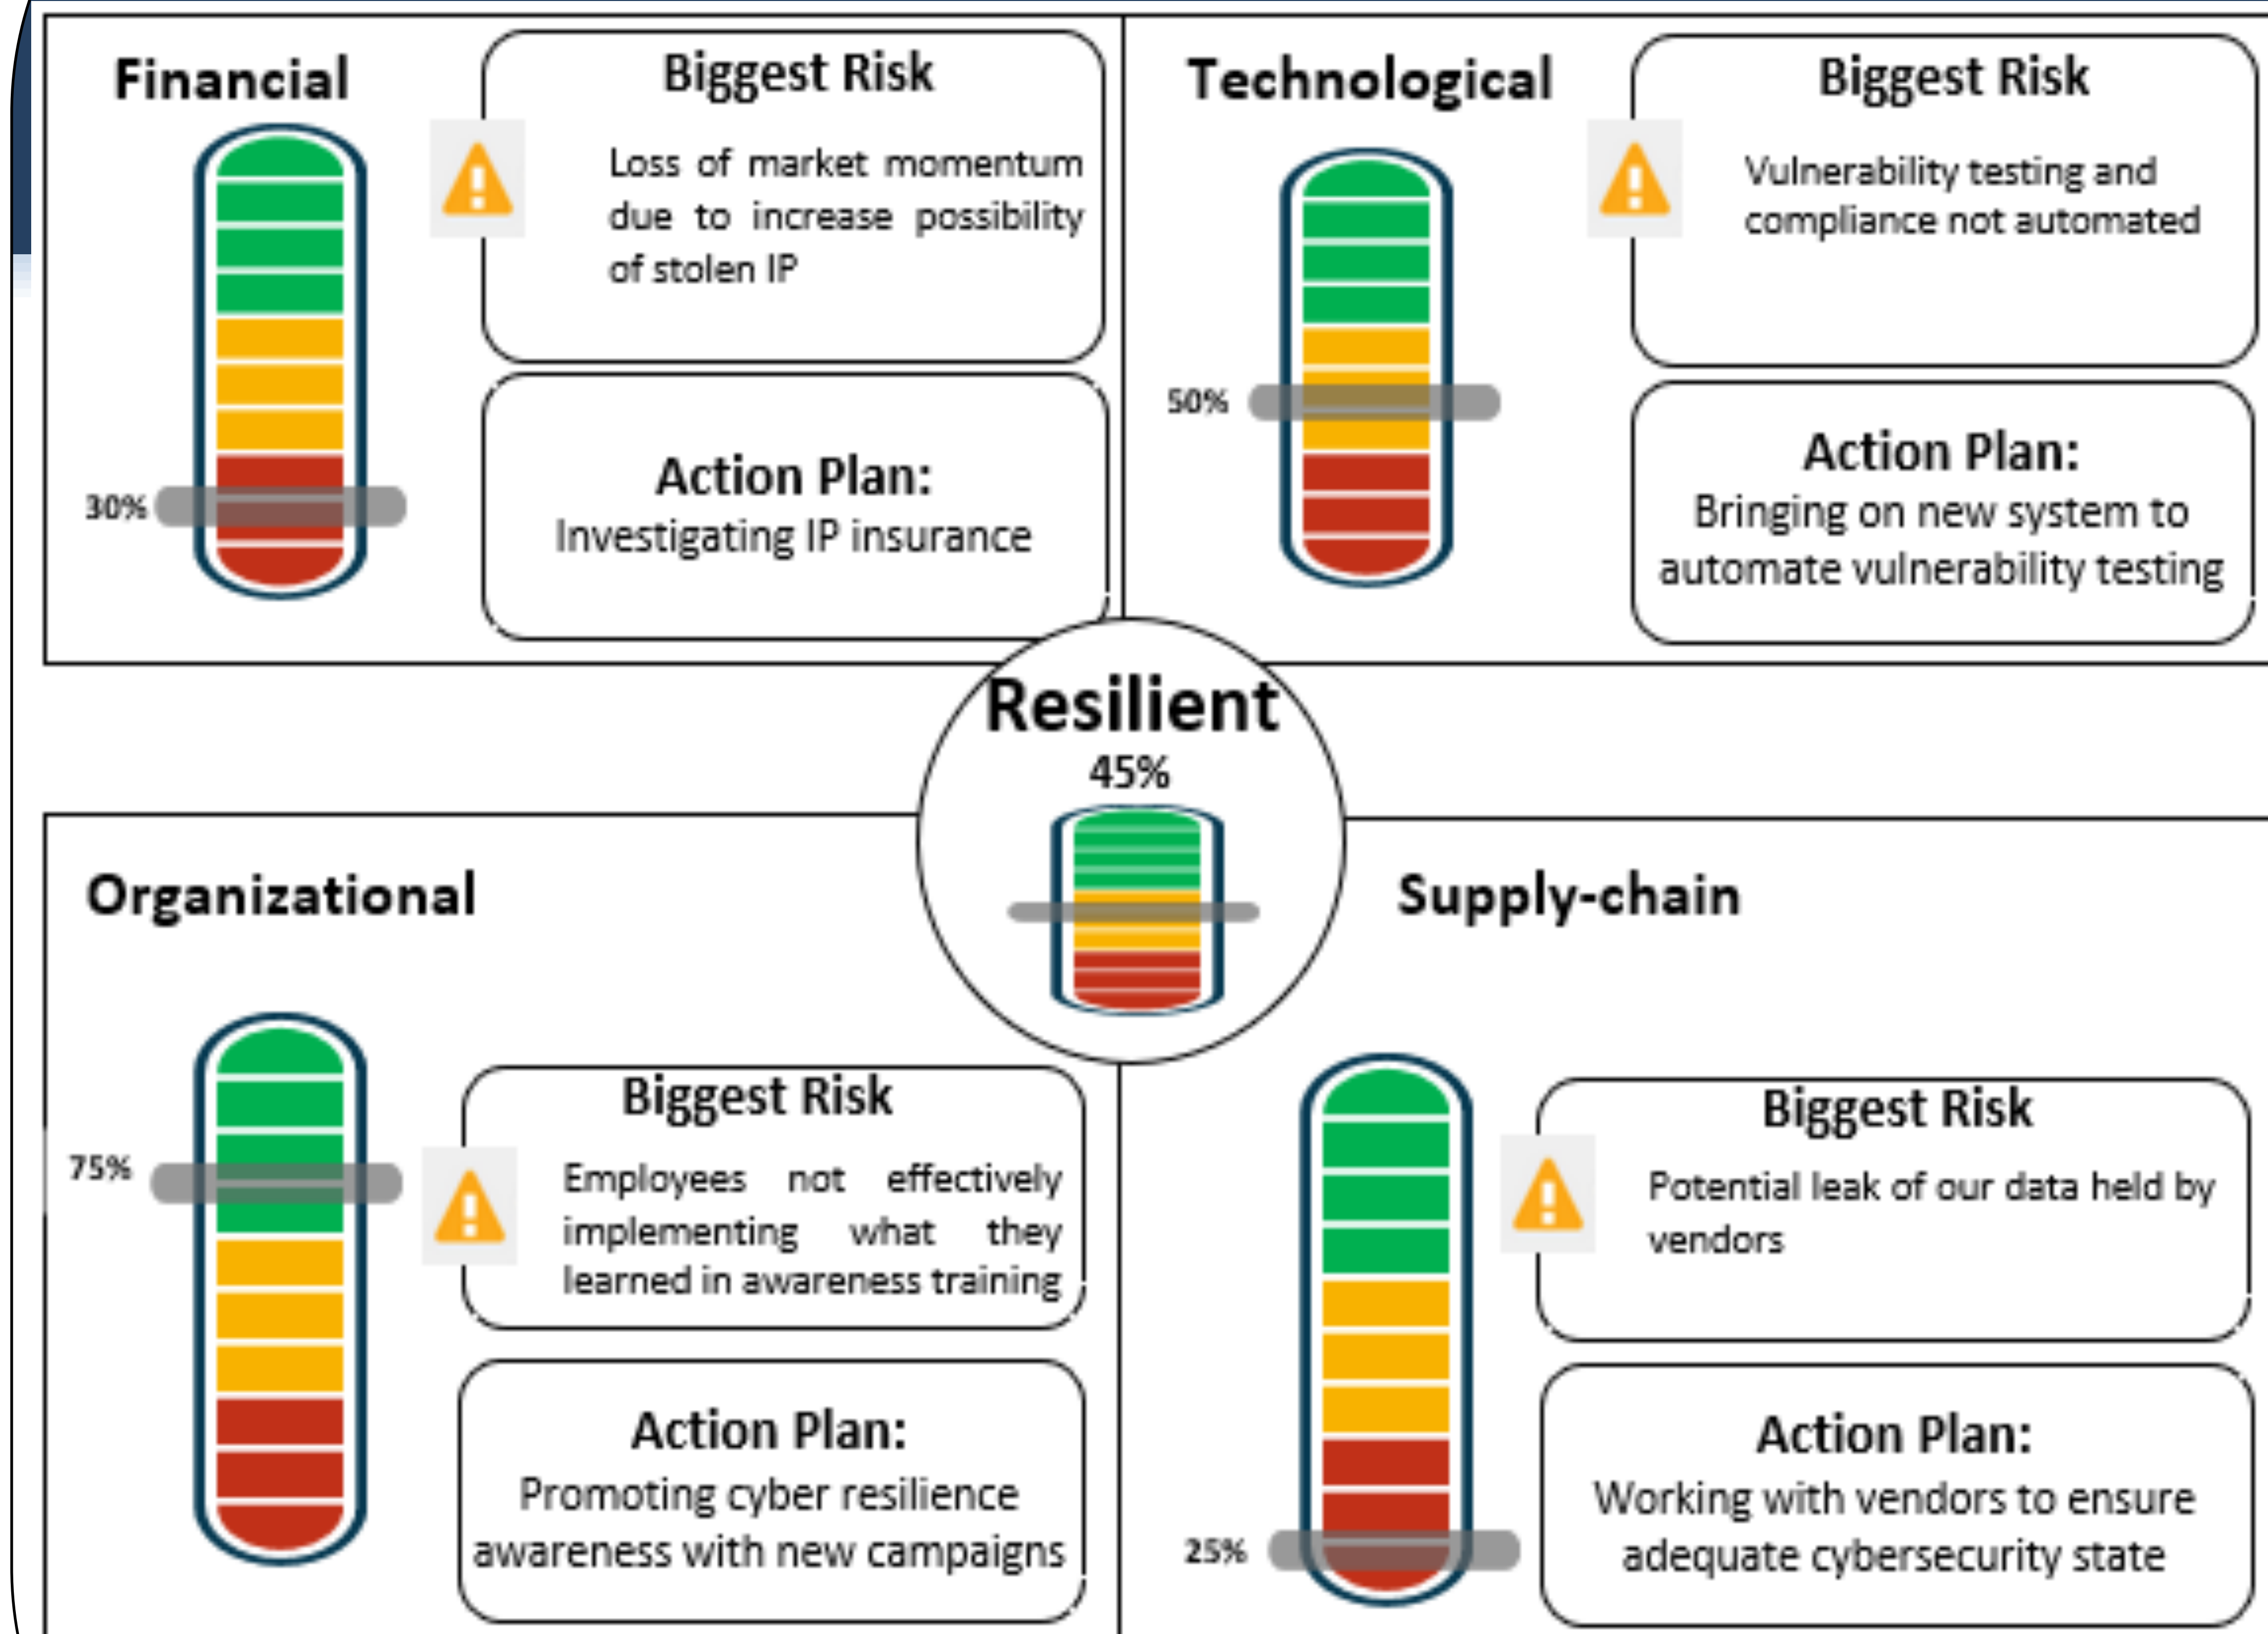 Financial
Biggest Risk
Loss of market momentum
due to increase possibility
of stolen IP
30%
Action Plan:
Investigating IP insurance
Technological
Biggest Risk
Vulnerability testing and
compliance not automated
50%
Action Plan:
Bringing on new system to
automate vulnerability testing
Resilient
45%
Organizational
75%
Biggest Risk
Employees not effectively
implementing what they
learned in awareness training
Action Plan:
Promoting cyber resilience
awareness with new campaigns
Supply-chain
Biggest Risk
Potential leak of our data held by
vendors
25%
Action Plan:
Working with vendors to ensure
adequate cybersecurity state